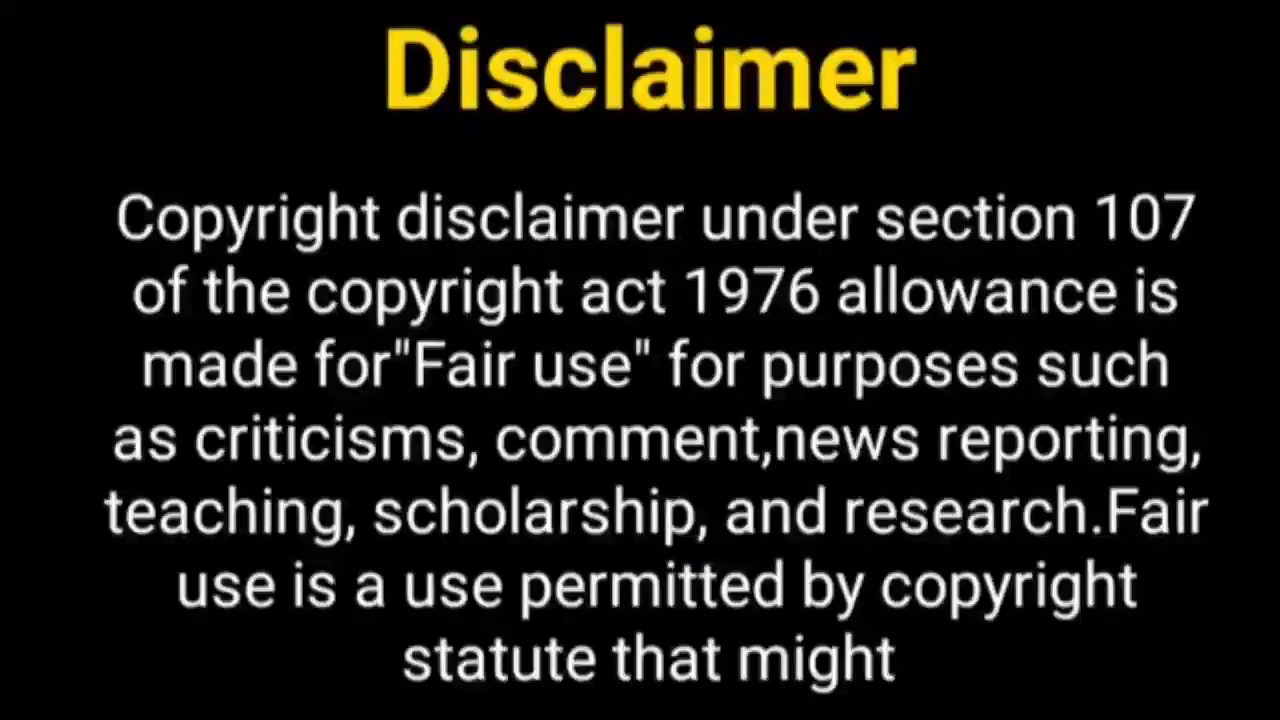 Disclaimer
Copyright disclaimer under section 107
of the copyright act 1976 allowance is
made for"Fair use" for purposes such
as criticisms, comment,news reporting,
teaching, scholarship, and research.Fair
use is a use permitted by copyright
statute that might